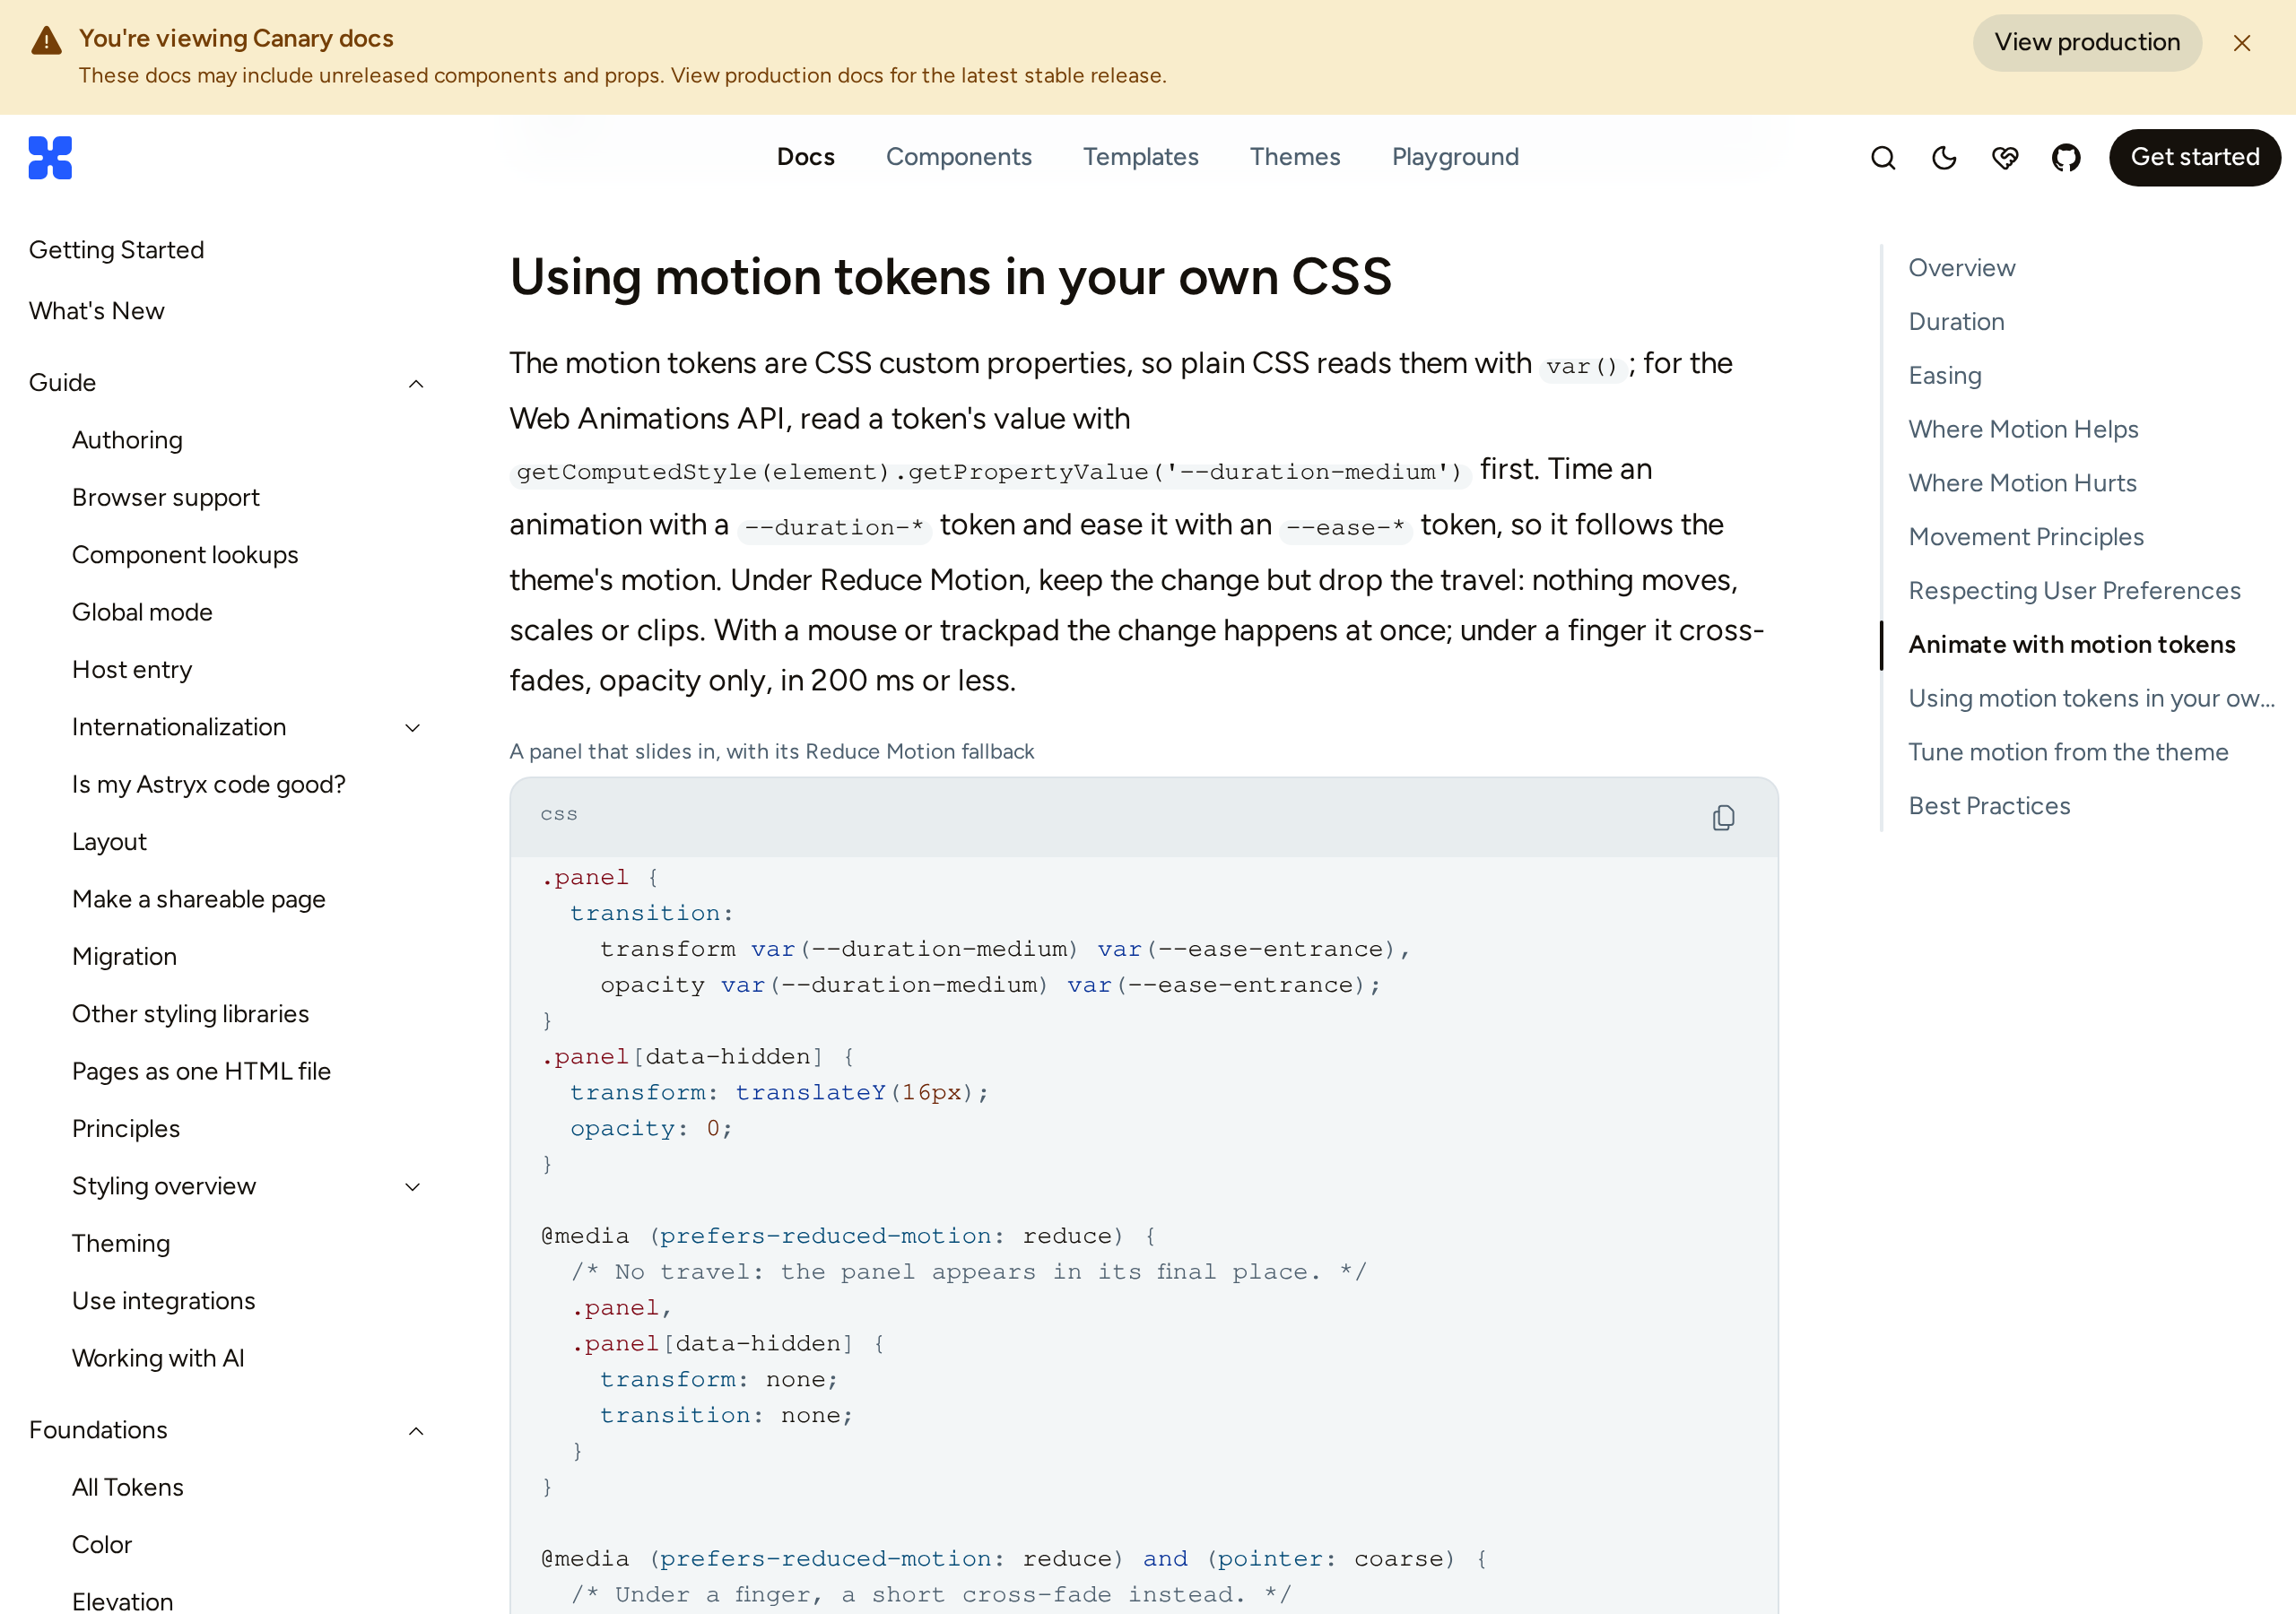 You're viewing Canary docs
These docs may include unreleased components and props. View production docs for the latest stable release.
View production
Docs
Components
Templates
Themes
Playground
Get started
Getting Started
What's New
Guide
Authoring
Browser support
Component lookups
Global mode
Host entry
Internationalization
Is my Astryx code good?
Layout
Make a shareable page
Migration
Other styling libraries
Pages as one HTML file
Principles
Styling overview
Theming
Use integrations
Working with AI
Foundations
All Tokens
Color
Elevation
Using motion tokens in your own CSS
The motion tokens are CSS custom properties, so plain CSS reads them with var(); for the
Web Animations API, read a token's value with
getComputedStyle(element).getPropertyValue('--duration-medium') first. Time an
animation with a --duration-* token and ease it with an --ease-* token, so it follows the
theme's motion. Under Reduce Motion, keep the change but drop the travel: nothing moves,
scales or clips. With a mouse or trackpad the change happens at once; under a finger it cross-
fades, opacity only, in 200 ms or less.
A panel that slides in, with its Reduce Motion fallback
css
.panel {
  transition:
    transform var(--duration-medium) var(--ease-entrance),
    opacity var(--duration-medium) var(--ease-entrance);
}
.panel[data-hidden] {
  transform: translateY(16px);
  opacity: 0;
}
@media (prefers-reduced-motion: reduce) {
  /* No travel: the panel appears in its final place. */
  .panel,
  .panel[data-hidden] {
    transform: none;
    transition: none;
  }
}
@media (prefers-reduced-motion: reduce) and (pointer: coarse) {
  /* Under a finger, a short cross-fade instead. */
Overview
Duration
Easing
Where Motion Helps
Where Motion Hurts
Movement Principles
Respecting User Preferences
Animate with motion tokens
Using motion tokens in your ow...
Tune motion from the theme
Best Practices